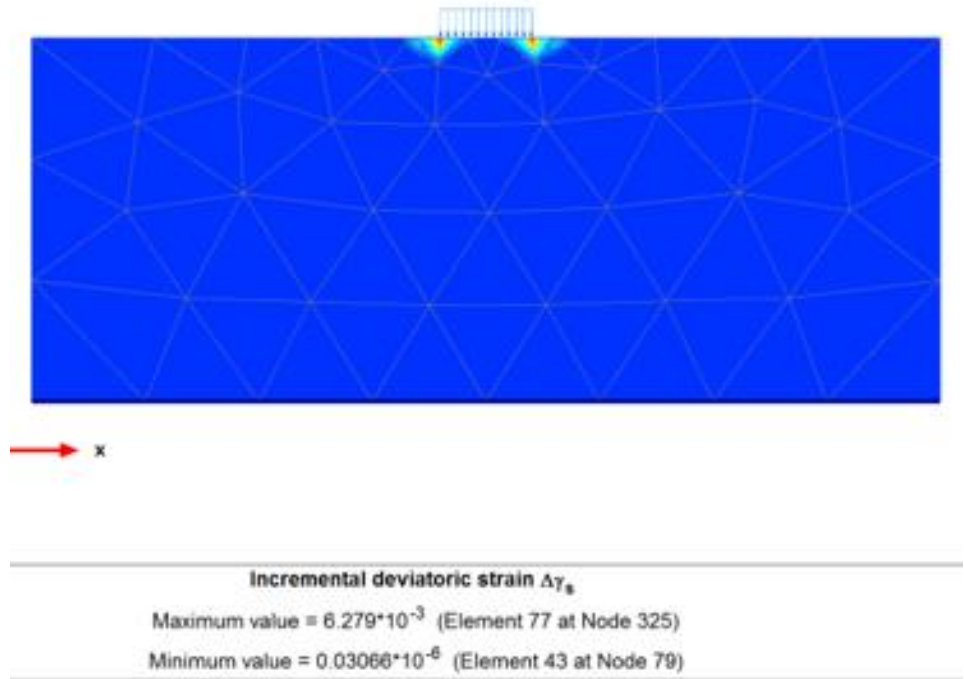 x
Incremental deviatoric strain Δγs
Maximum value = 6.279*10-3 (Element 77 at Node 325)
Minimum value = 0.03066*10-6 (Element 43 at Node 79)